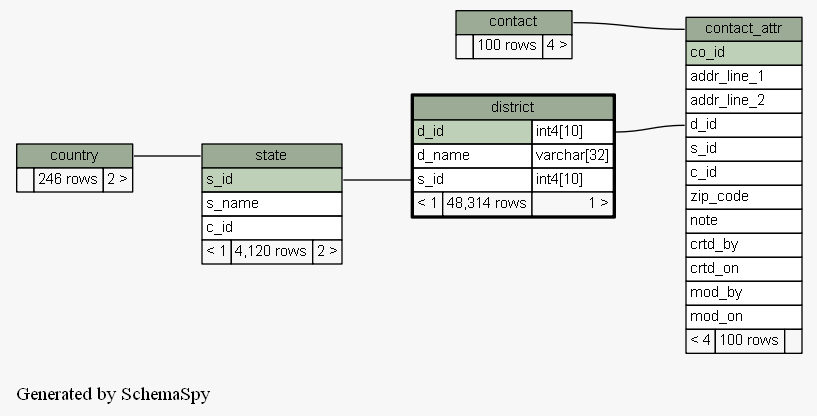 contact
100 rows 4 >
contact_attr
co_id
addr_line_1
addr_line_2
d_id
s_id
c_id
zip_code
note
crtd_by
crtd_on
mod_by
mod_on
< 4 100 rows
district
d_id int4[10]
d_name varchar[32]
s_id int4[10]
< 1 48,314 rows 1 >
country
246 rows 2 >
state
s_id
s_name
c_id
< 1 4,120 rows 2 >
Generated by SchemaSpy